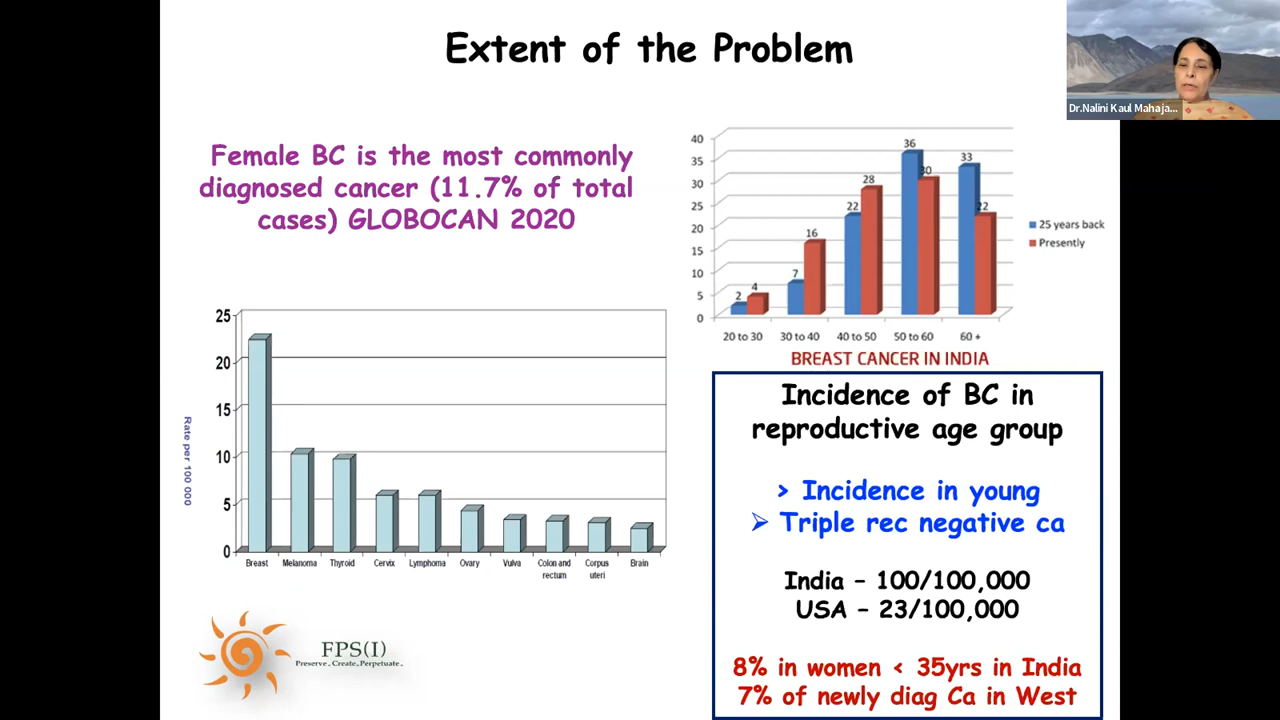 Extent of the Problem
Dr.Nalini Kaul Mahaja...
Female BC is the most commonly
diagnosed cancer (11.7% of total
cases) GLOBOCAN 2020
40
35
30
25
20
15
10
5
0
2
4
7
16
22
28
36
30
33
22
20 to 30
30 to 40
40 to 50
50 to 60
60 +
25 years back
Presently
BREAST CANCER IN INDIA
Rate per 100 000
25
20
15
10
5
0
Breast
Melanoma
Thyroid
Cervix
Lymphoma
Ovary
Vulva
Colon and
rectum
Corpus
uteri
Brain
Incidence of BC in
reproductive age group
> Incidence in young
➢ Triple rec negative ca
India – 100/100,000
USA – 23/100,000
8% in women < 35yrs in India
7% of newly diag Ca in West
FPS(I)
Preserve. Create. Perpetuate.